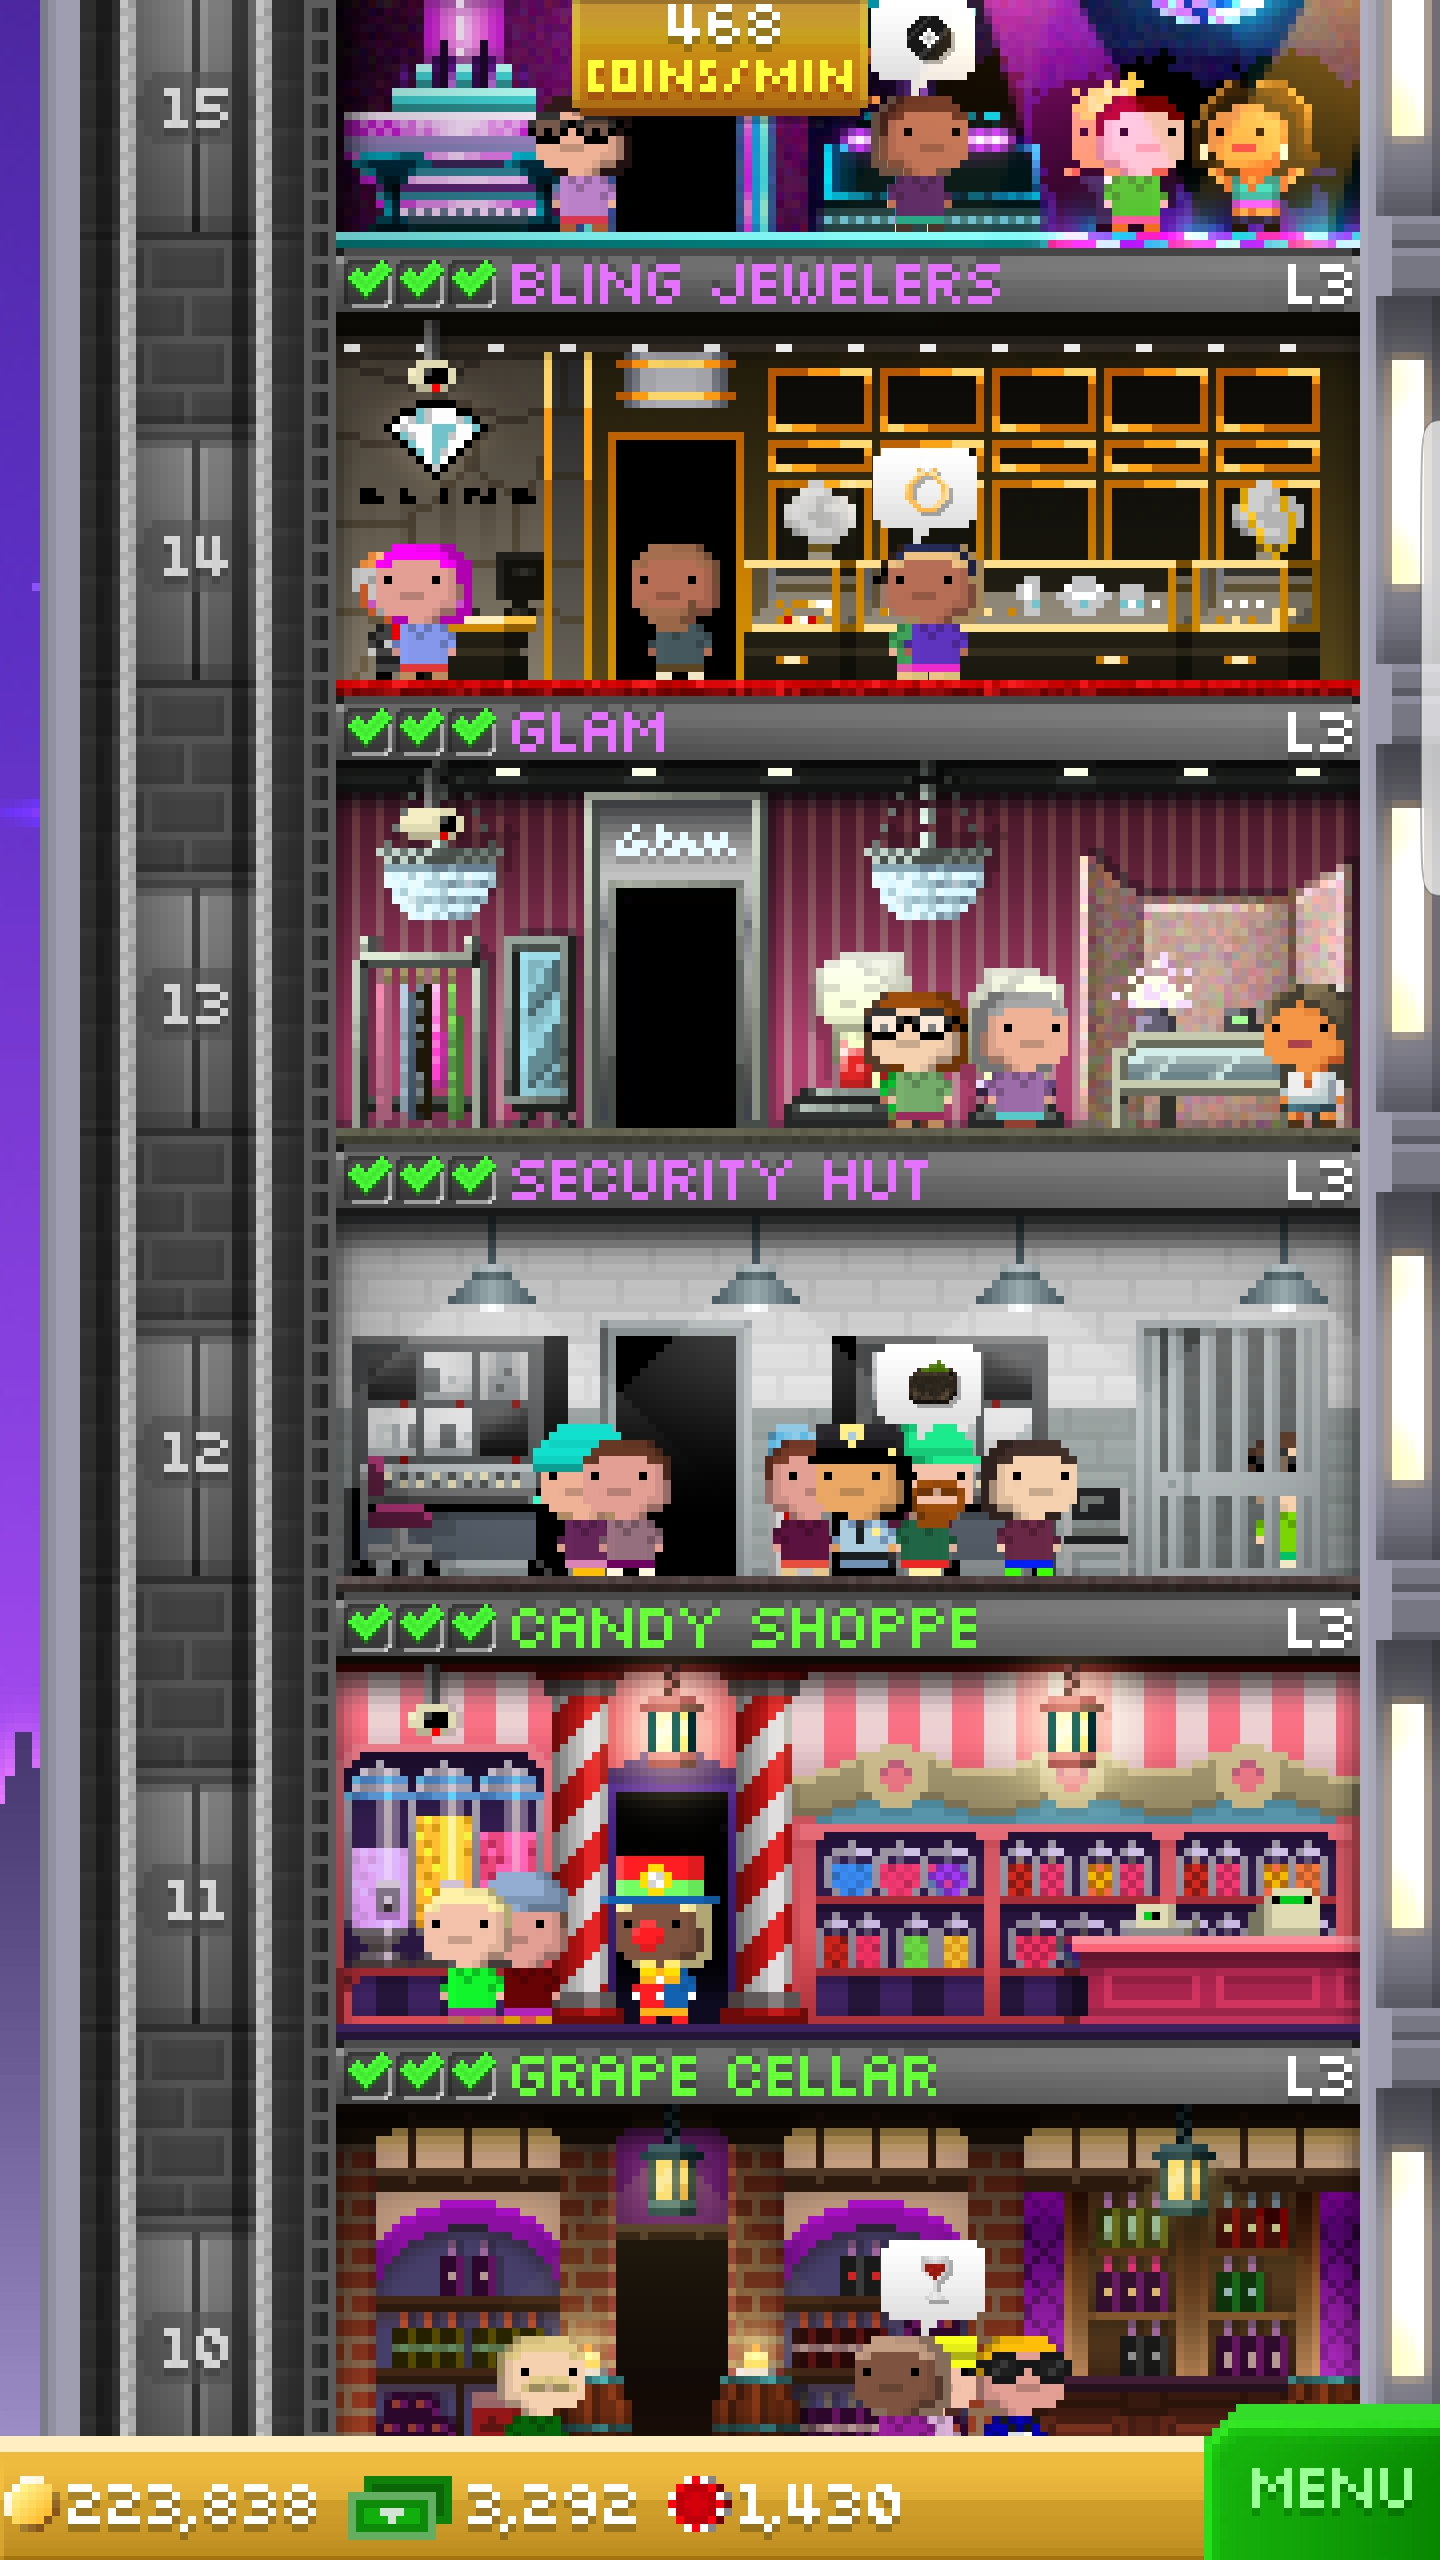 468
COINS/MIN
15
BLING JEWELERS L3
BLING
14
GLAM L3
Glam
13
SECURITY HUT L3
12
CANDY SHOPPE L3
11
GRAPE CELLAR L3
10
223,838 3,292 1,430
MENU